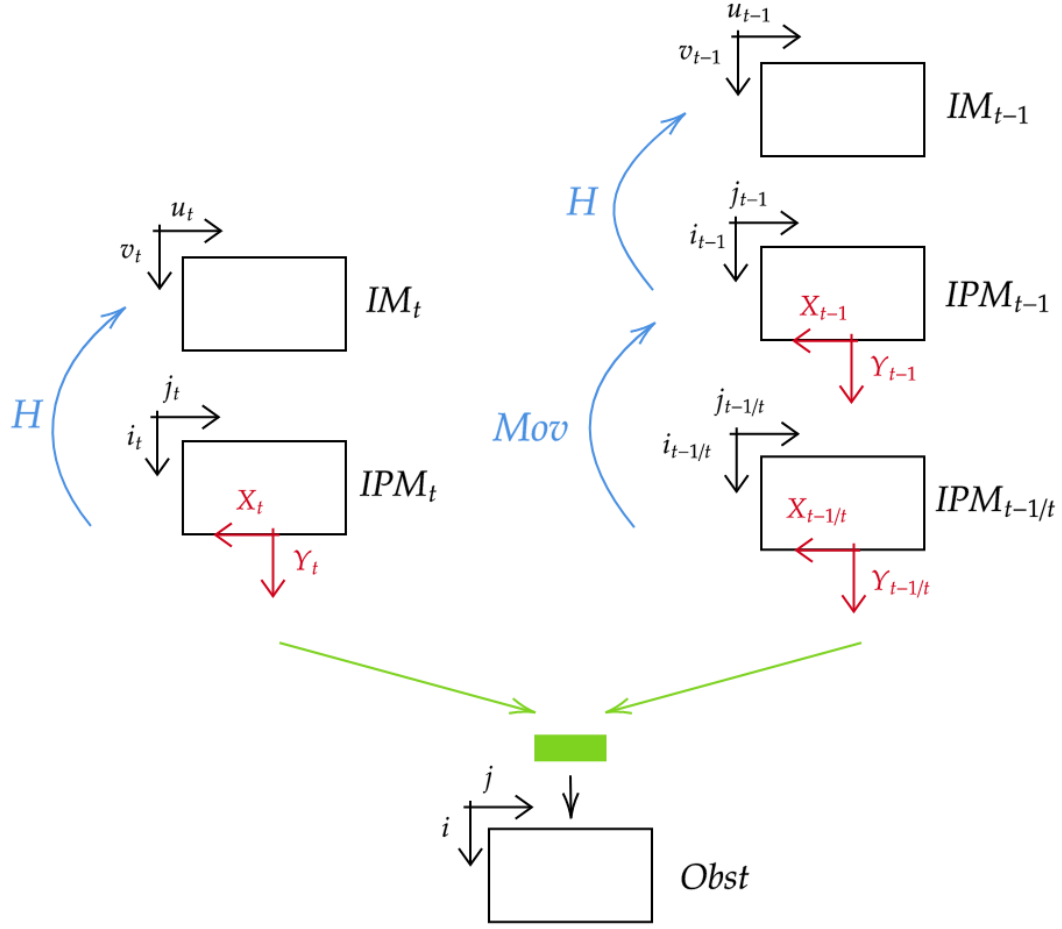 u_{t−1}
v_{t−1}
IM_{t−1}
H
j_{t−1}
i_{t−1}
IPM_{t−1}
X_{t−1}
Y_{t−1}
u_t
v_t
IM_t
H
j_t
i_t
IPM_t
X_t
Y_t
Mov
j_{t−1/t}
i_{t−1/t}
IPM_{t−1/t}
X_{t−1/t}
Y_{t−1/t}
j
i
Obst